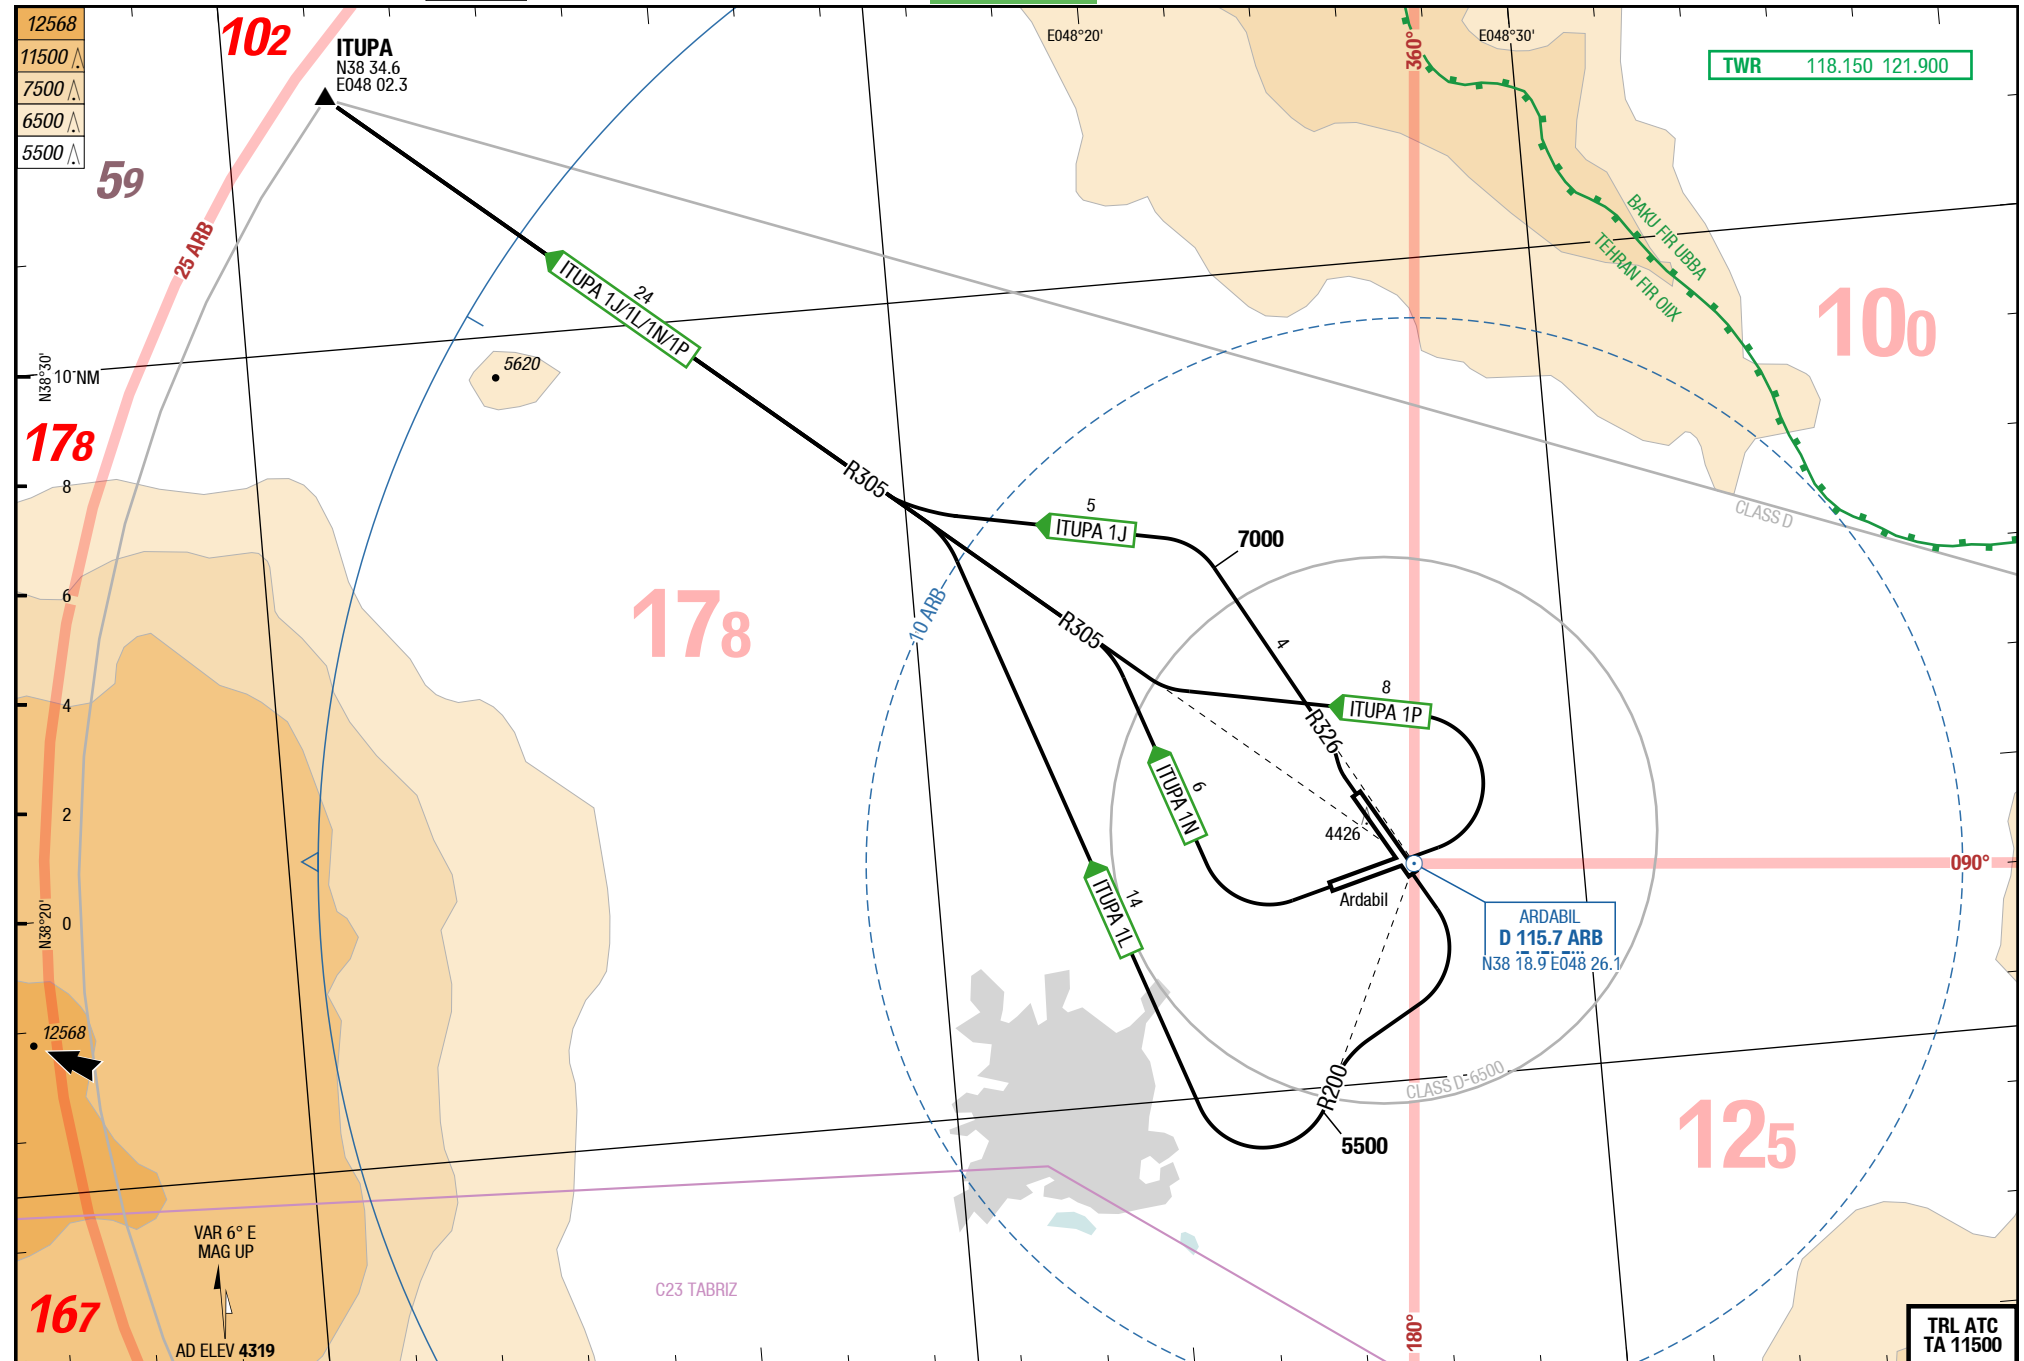 12568
11500
7500
6500
5500
102
ITUPA
N38 34.6
E048 02.3
E048°20'
360°
E048°30'
TWR 118.150 121.900
59
25 ARB
BAKU FIR UBBA
TEHRAN FIR OIIX
100
24
ITUPA 1J/1L/1N/1P
5620
N38°30'
10 NM
178
8
R305
5
ITUPA 1J
7000
CLASS D
6
178
10 ARB
R305
4
4
8
ITUPA 1P
R326
6
ITUPA 1N
2
4426
090°
Ardabil
14
ITUPA 1L
N38°20'
0
ARDABIL
D 115.7 ARB
N38 18.9 E048 26.1
12568
R200
CLASS D-6500
5500
125
VAR 6° E
MAG UP
C23 TABRIZ
167
180°
AD ELEV 4319
TRL ATC
TA 11500